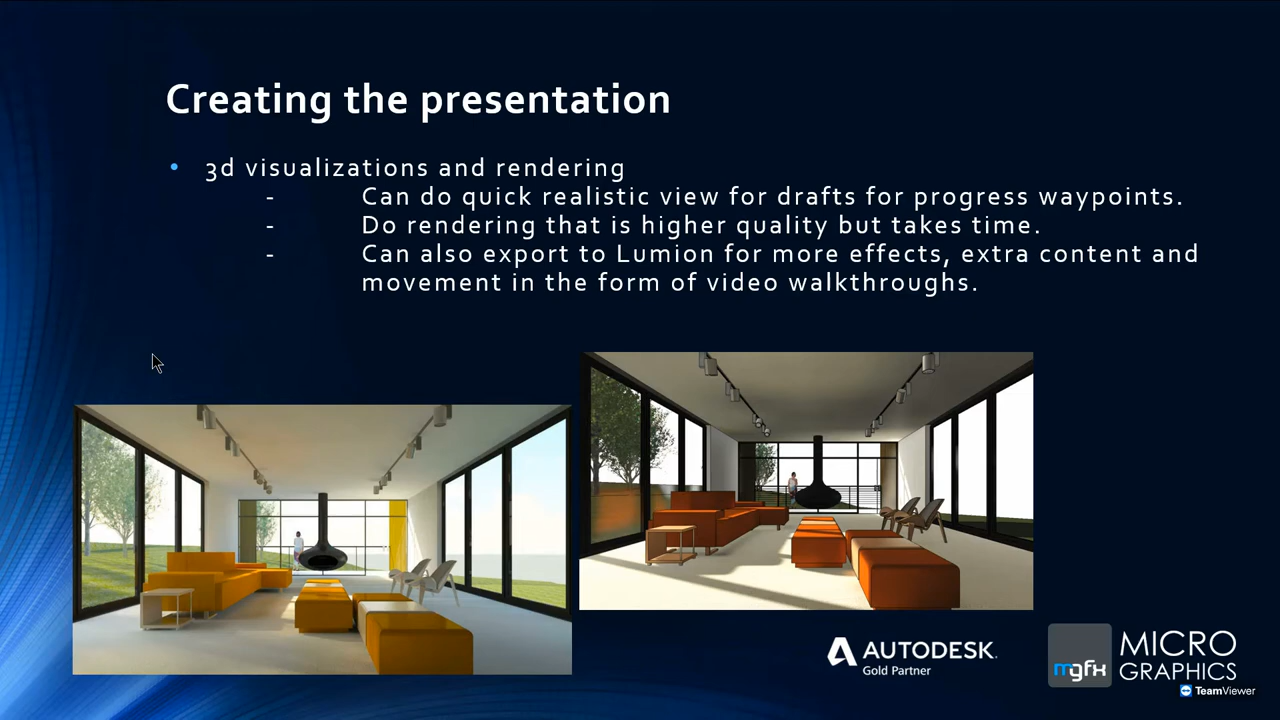 Creating the presentation
• 3d visualizations and rendering
- Can do quick realistic view for drafts for progress waypoints.
- Do rendering that is higher quality but takes time.
- Can also export to Lumion for more effects, extra content and
movement in the form of video walkthroughs.
AUTODESK.
Gold Partner
mgfx
MICRO
GRAPHICS
TeamViewer